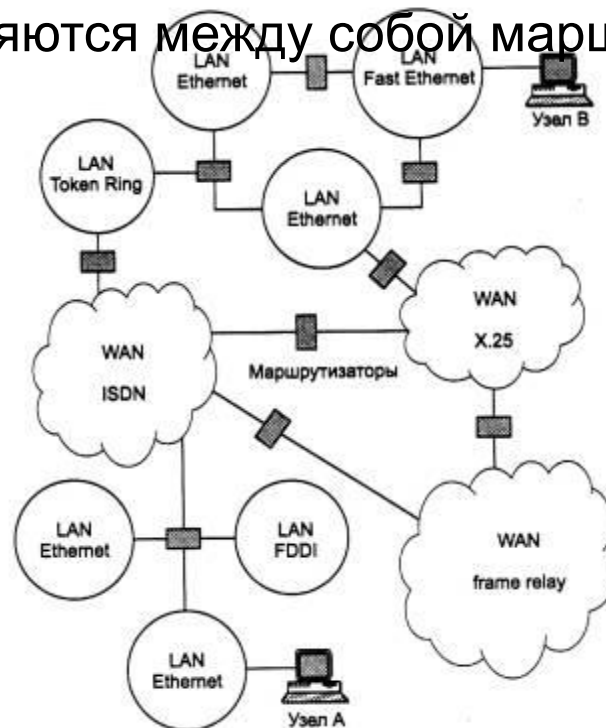 яются между собой марш
LAN
Ethernet
LAN
Fast Ethernet
Узел B
LAN
Token Ring
LAN
Ethernet
WAN
X.25
WAN
ISDN
Маршрутизаторы
LAN
Ethernet
LAN
FDDI
WAN
frame relay
LAN
Ethernet
Узел A